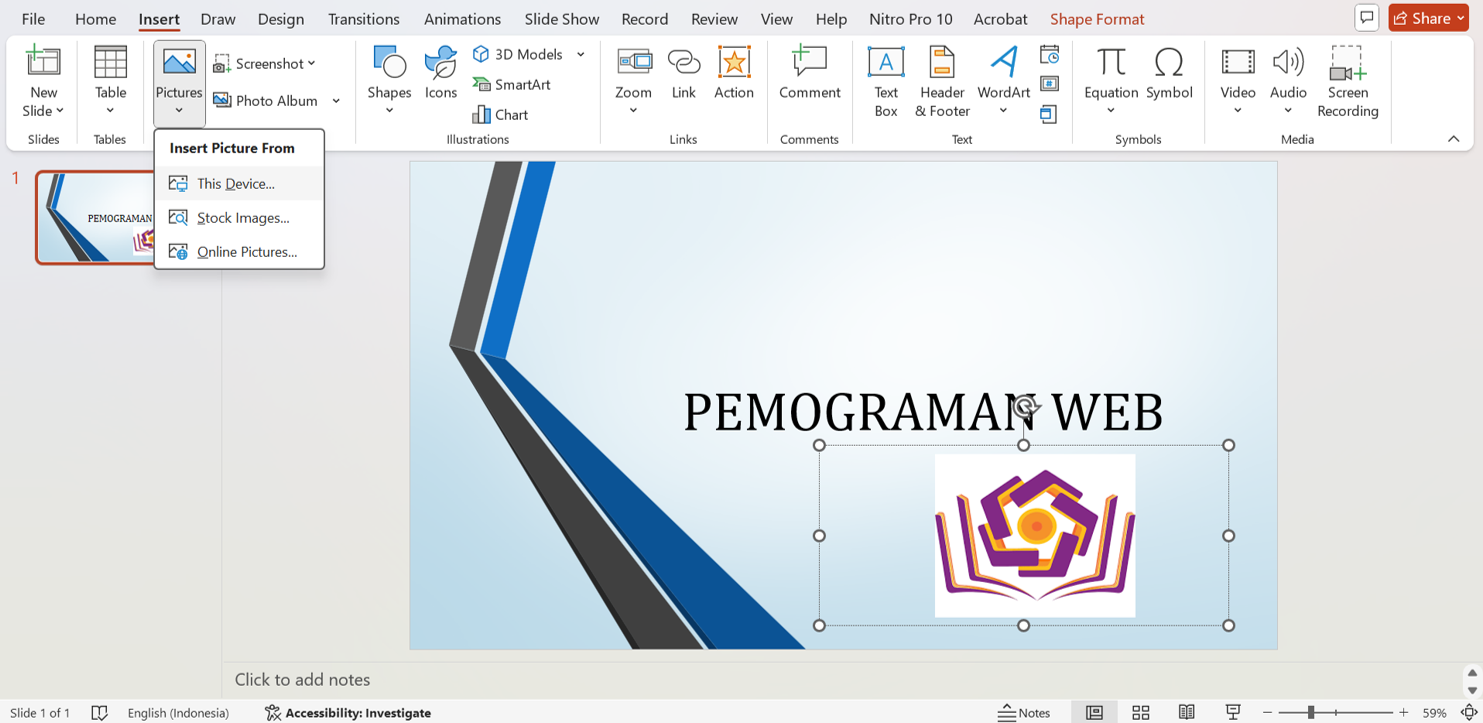 File Home Insert Draw Design Transitions Animations Slide Show Record Review View Help Nitro Pro 10 Acrobat Shape Format Share
New Slide
Slides
Table
Tables
Pictures
Screenshot
Photo Album
Insert Picture From
This Device...
Stock Images...
Online Pictures...
Shapes
Icons
3D Models
SmartArt
Chart
Illustrations
Zoom
Link
Action
Links
Comment
Comments
Text
Box
Header
& Footer
WordArt
Text
Equation
Symbol
Symbols
Video
Audio
Screen
Recording
Media
1
PEMOGRAMAN
PEMOGRAMAN WEB
Click to add notes
Slide 1 of 1 English (Indonesia) Accessibility: Investigate Notes 59%